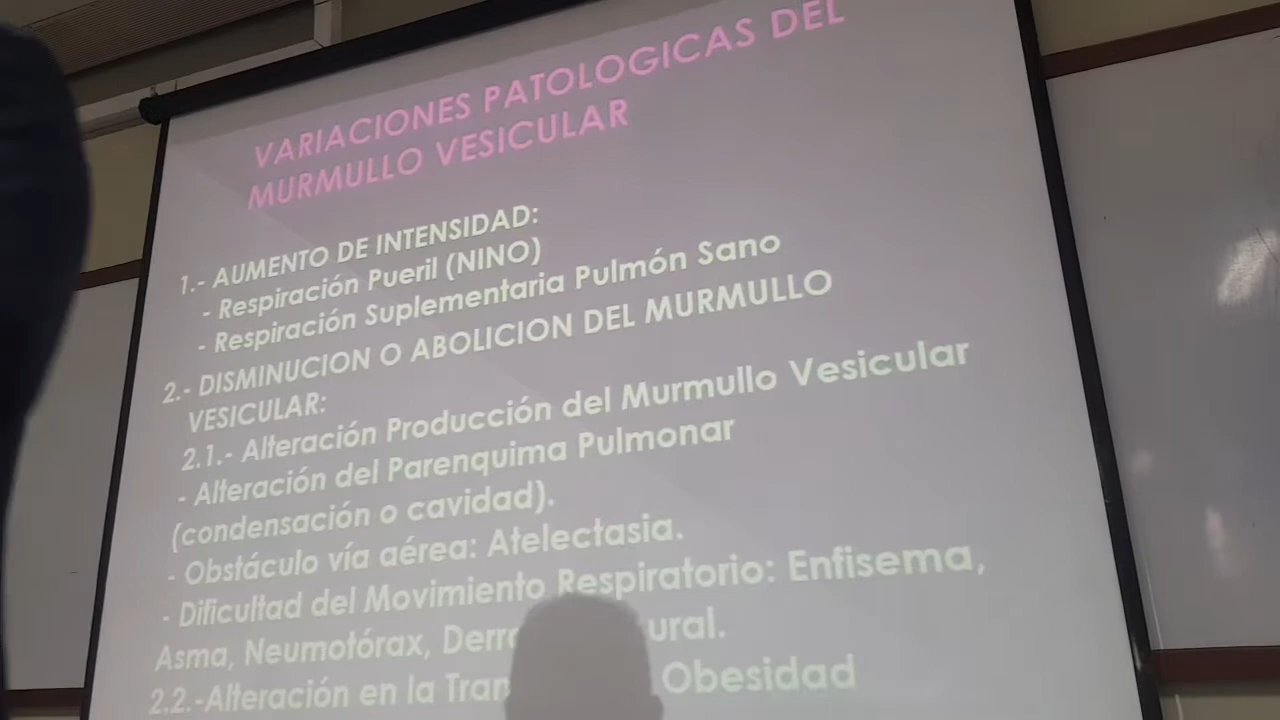 VARIACIONES PATOLOGICAS DEL
MURMULLO VESICULAR
1.- AUMENTO DE INTENSIDAD:
- Respiración Pueril (NINO)
- Respiración Suplementaria Pulmón Sano
2.- DISMINUCION O ABOLICION DEL MURMULLO
VESICULAR:
2.1.- Alteración Producción del Murmullo Vesicular
- Alteración del Parenquima Pulmonar
(condensación o cavidad).
- Obstáculo vía aérea: Atelectasia.
- Dificultad del Movimiento Respiratorio: Enfisema,
Asma, Neumotórax,
2.2.-Alteración en la Obesidad